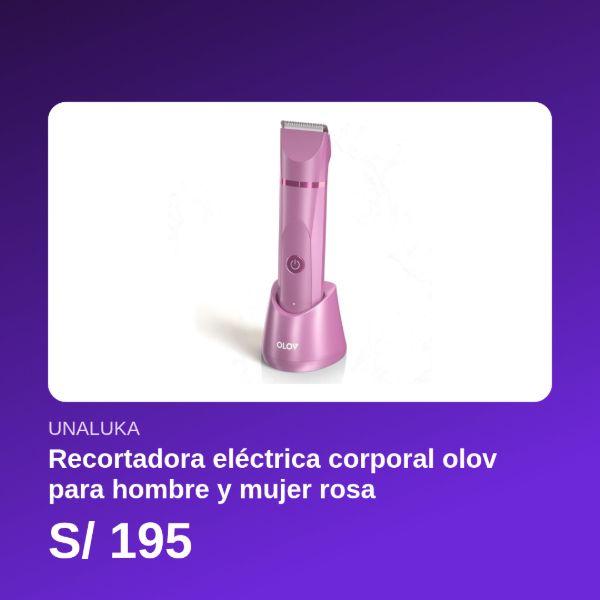 OLOV
UNALUKA
Recortadora eléctrica corporal olov
para hombre y mujer rosa
S/ 195